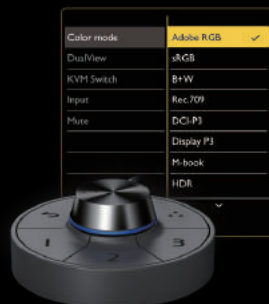 Color mode
DualView
KVM Switch
Input
Mute
Adobe RGB
sRGB
B+W
Rec.709
DCI-P3
Display P3
M-book
HDR
1
2
3